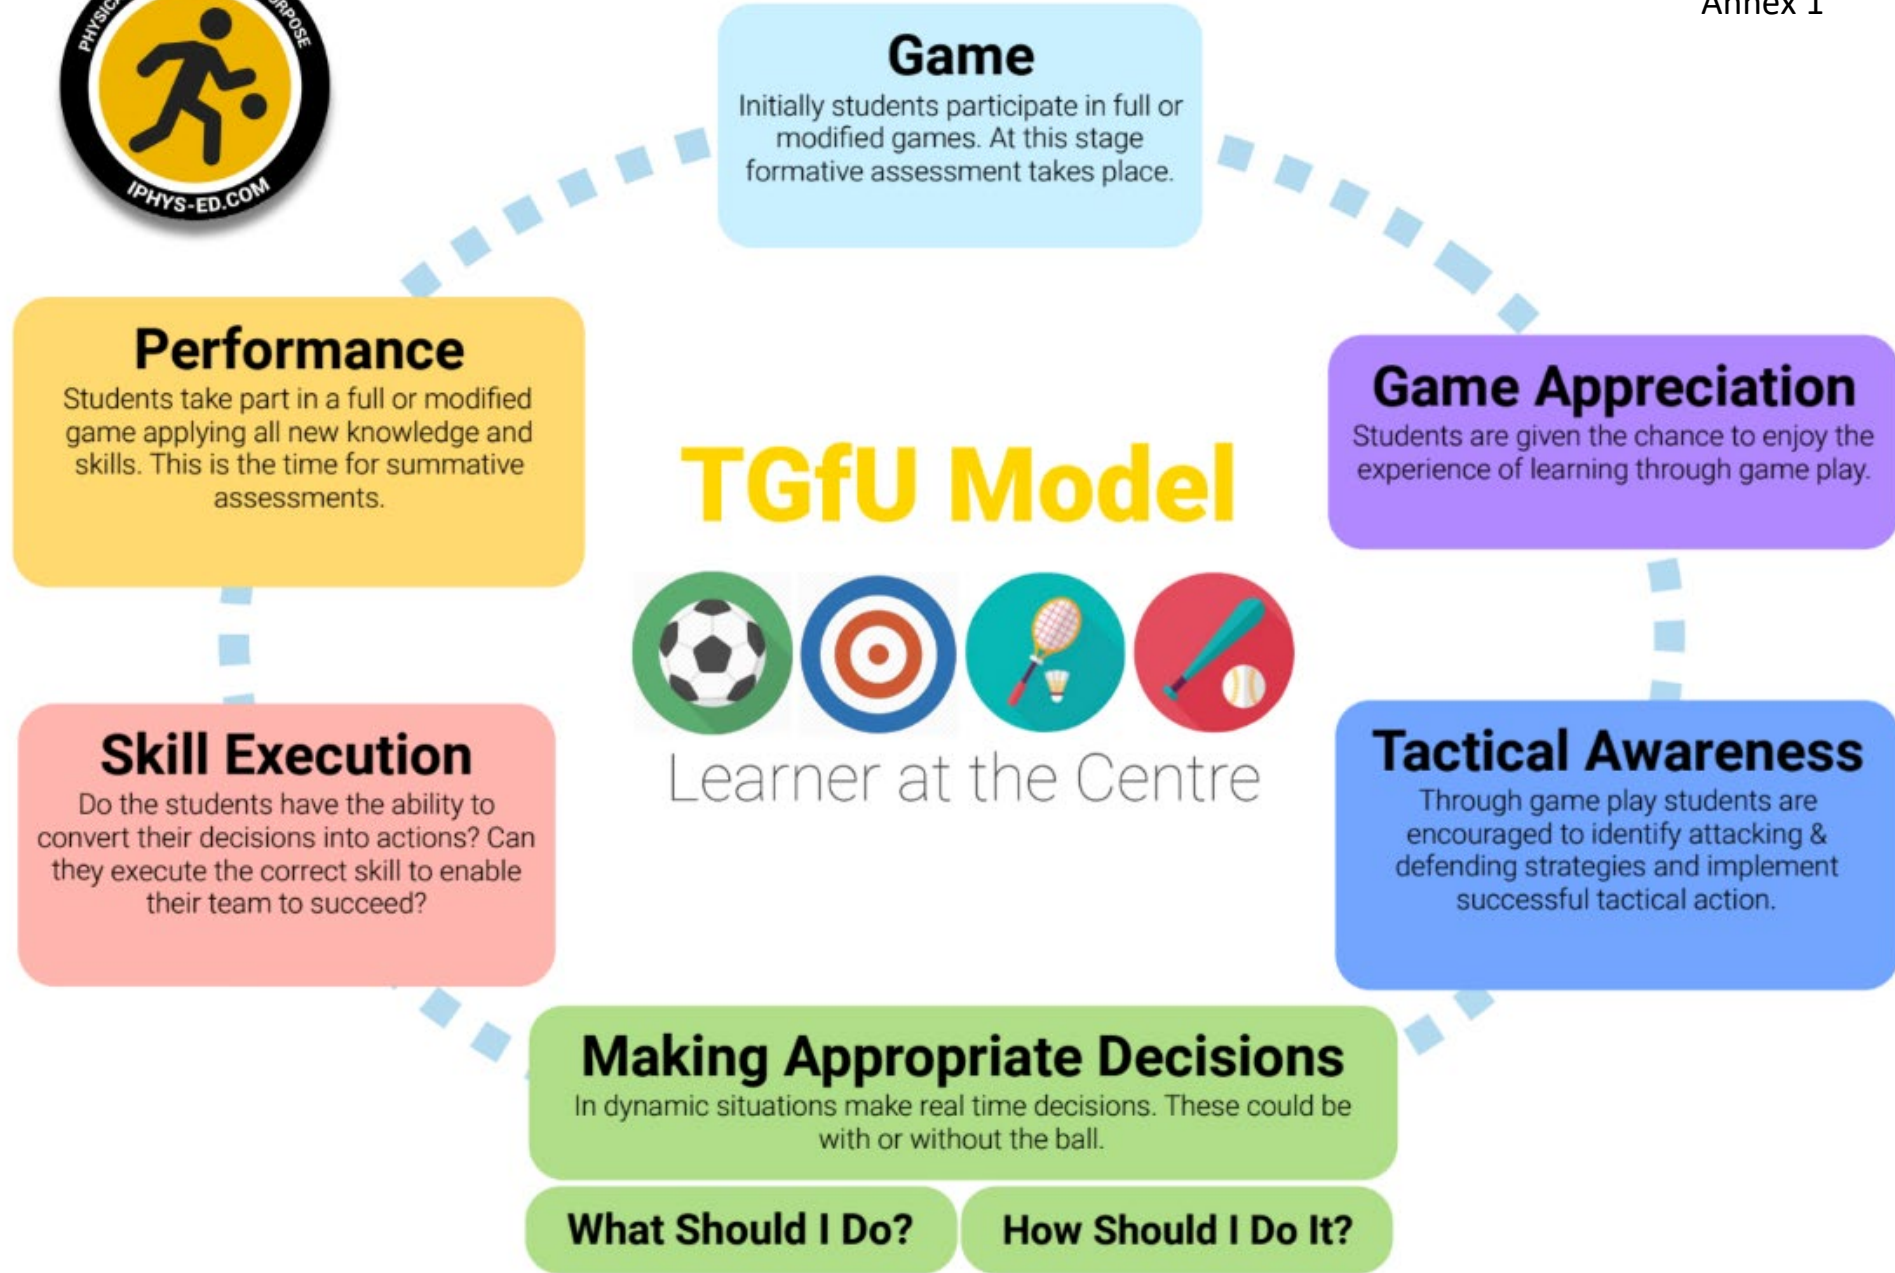 Annex 1
IPHYS-ED.COM
Game
Initially students participate in full or
modified games. At this stage
formative assessment takes place.
Performance
Students take part in a full or modified
game applying all new knowledge and
skills. This is the time for summative
assessments.
Game Appreciation
Students are given the chance to enjoy the
experience of learning through game play.
TGfU Model
Learner at the Centre
Skill Execution
Do the students have the ability to
convert their decisions into actions? Can
they execute the correct skill to enable
their team to succeed?
Tactical Awareness
Through game play students are
encouraged to identify attacking &
defending strategies and implement
successful tactical action.
Making Appropriate Decisions
In dynamic situations make real time decisions. These could be
with or without the ball.
What Should I Do?
How Should I Do It?